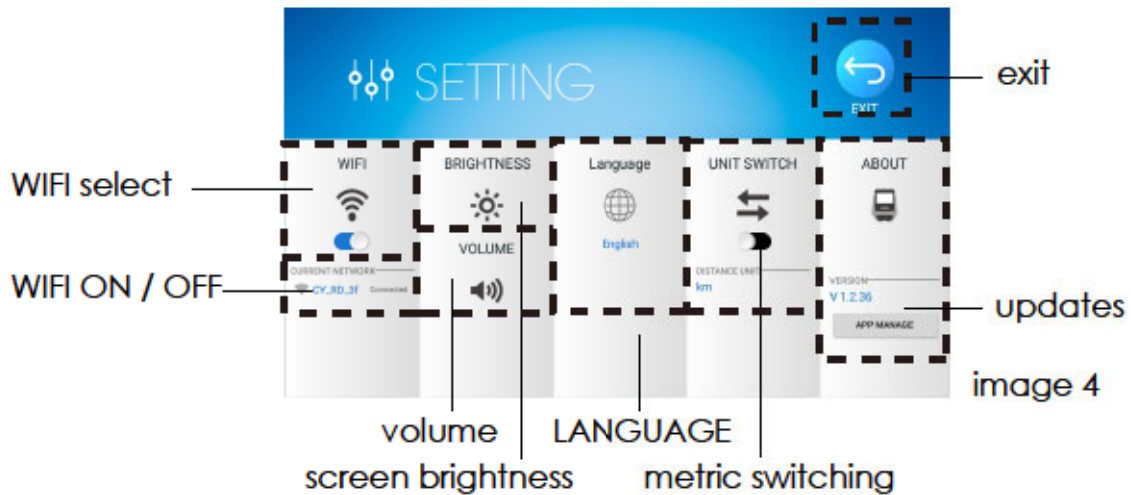 SETTING
EXIT
exit
WIFI
BRIGHTNESS
Language
UNIT SWITCH
ABOUT
WIFI select
English
VOLUME
CURRENT NETWORK
CY_RD_3f Connected
DISTANCE UNIT
km
VERSION
V 1.2.36
APP MANAGE
WIFI ON / OFF
updates
image 4
volume
LANGUAGE
screen brightness
metric switching